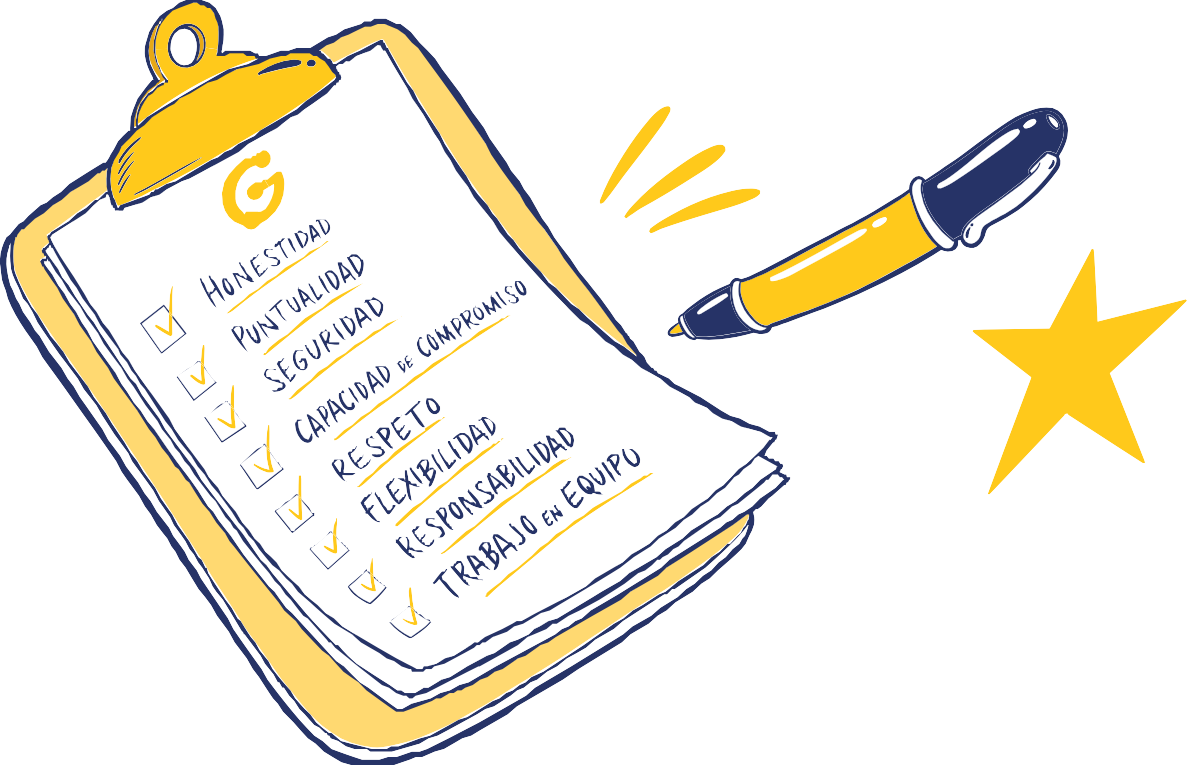 G
HONESTIDAD
PUNTUALIDAD
SEGURIDAD
CAPACIDAD DE COMPROMISO
RESPETO
FLEXIBILIDAD
RESPONSABILIDAD
TRABAJO EN EQUIPO